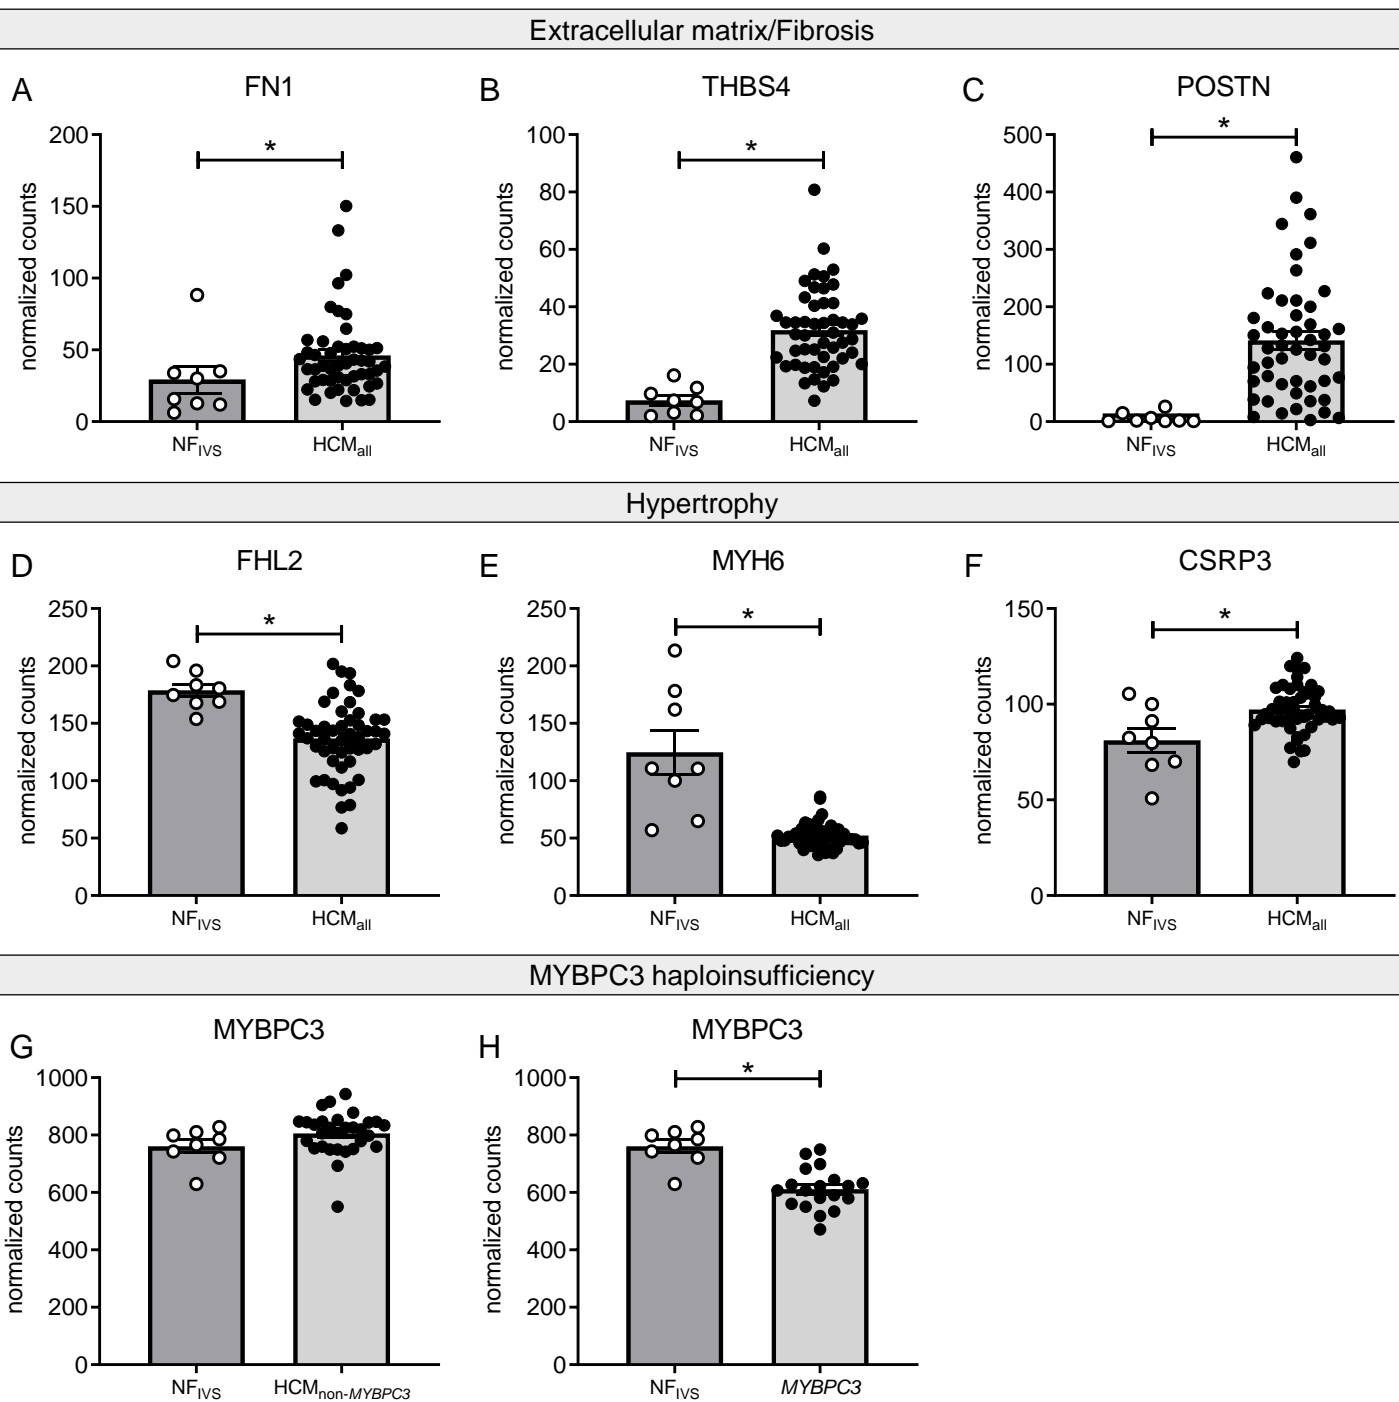 Extracellular matrix/Fibrosis
A FN1
normalized counts
200
150
100
50
0
*
NFIVS HCMall
B THBS4
normalized counts
100
80
60
40
20
0
*
NFIVS HCMall
C POSTN
normalized counts
500
400
300
200
100
0
*
NFIVS HCMall
Hypertrophy
D FHL2
normalized counts
250
200
150
100
50
0
*
NFIVS HCMall
E MYH6
normalized counts
250
200
150
100
50
0
*
NFIVS HCMall
F CSRP3
normalized counts
150
100
50
0
*
NFIVS HCMall
MYBPC3 haploinsufficiency
G MYBPC3
normalized counts
1000
800
600
400
200
0
NFIVS HCMnon-MYBPC3
H MYBPC3
normalized counts
1000
800
600
400
200
0
*
NFIVS MYBPC3